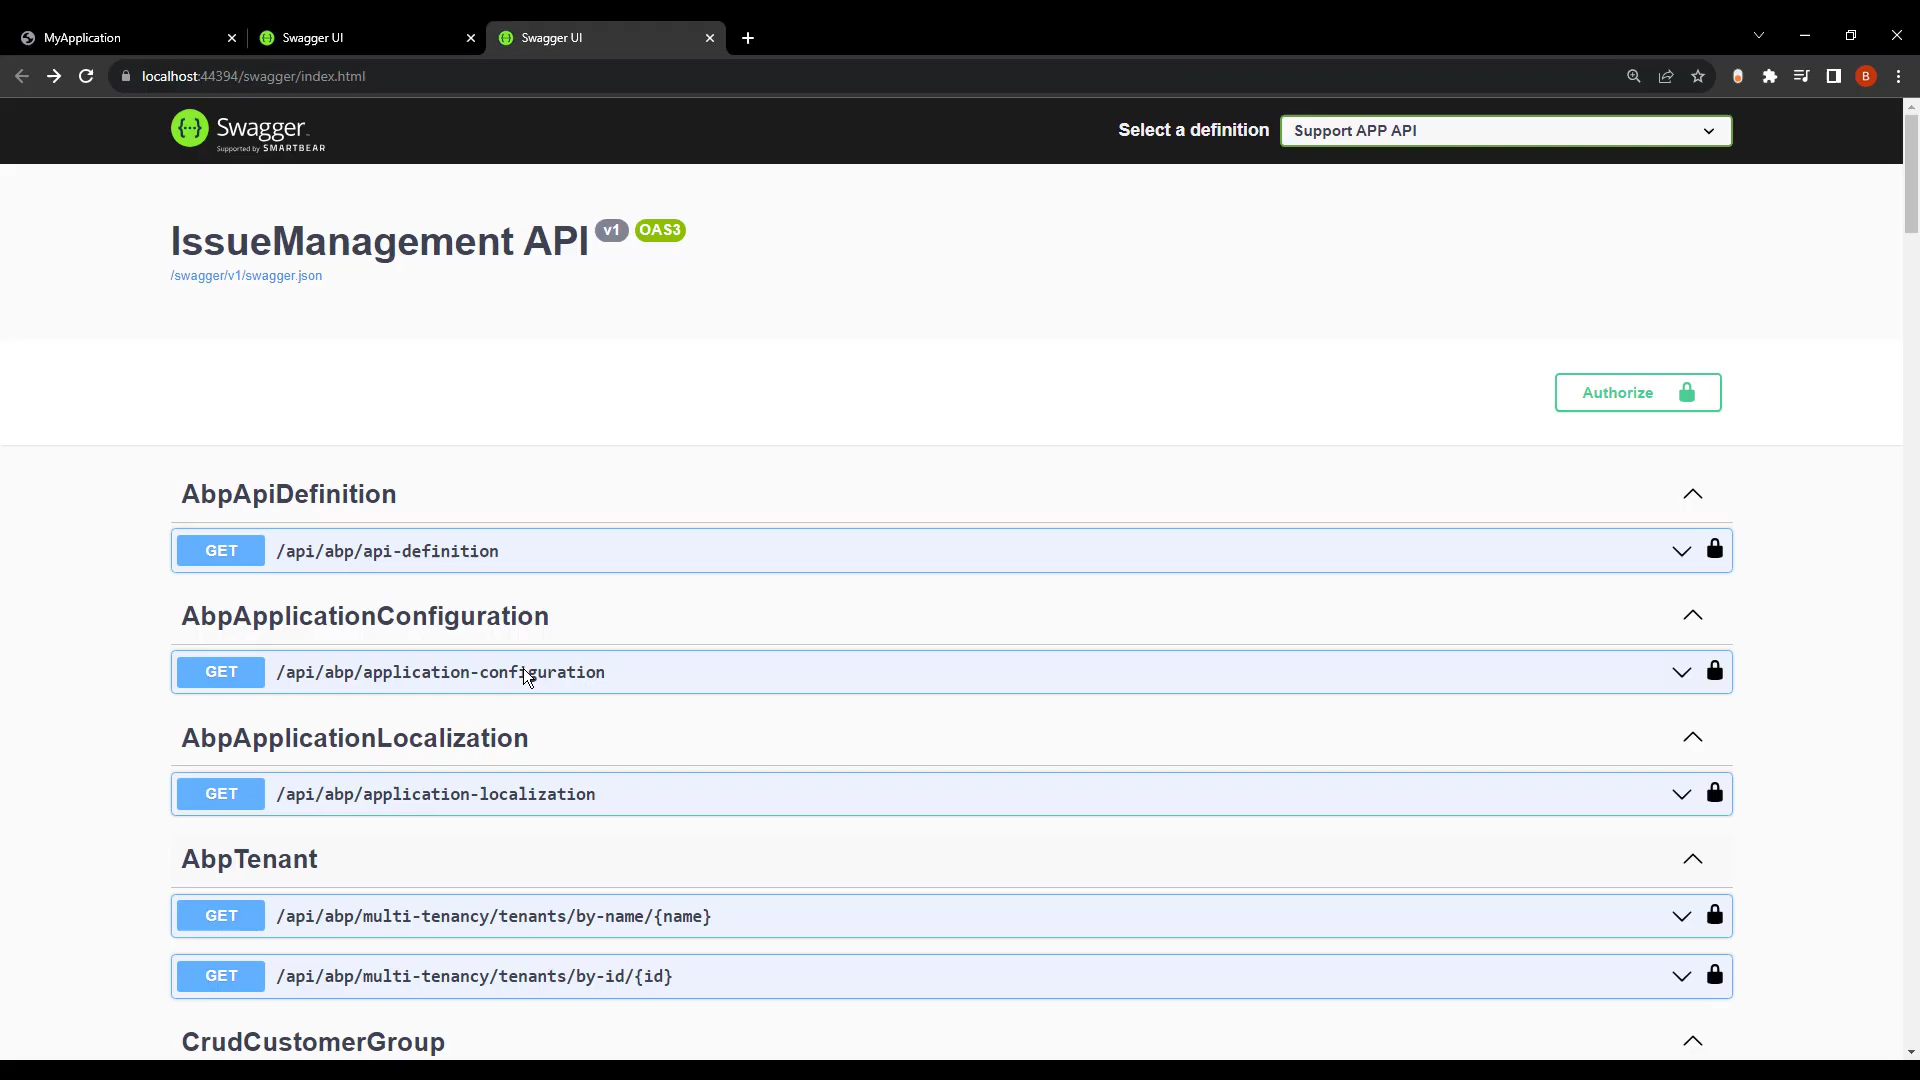 MyApplication
Swagger UI
Swagger UI
localhost:44394/swagger/index.html
B
Swagger
Supported by SMARTBEAR
Select a definition
Support APP API
IssueManagement API
v1
OAS3
/swagger/v1/swagger.json
Authorize
AbpApiDefinition
GET /api/abp/api-definition
AbpApplicationConfiguration
GET /api/abp/application-configuration
AbpApplicationLocalization
GET /api/abp/application-localization
AbpTenant
GET /api/abp/multi-tenancy/tenants/by-name/{name}
GET /api/abp/multi-tenancy/tenants/by-id/{id}
CrudCustomerGroup